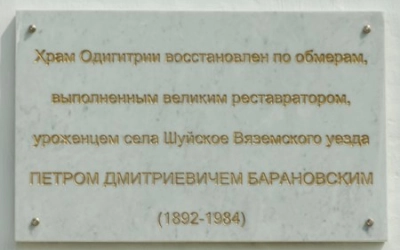 Храм Одигитрии восстановлен по обмерам,
выполненным великим реставратором,
уроженцем села Шуйское Вяземского уезда
ПЕТРОМ ДМИТРИЕВИЧЕМ БАРАНОВСКИМ
(1892-1984)